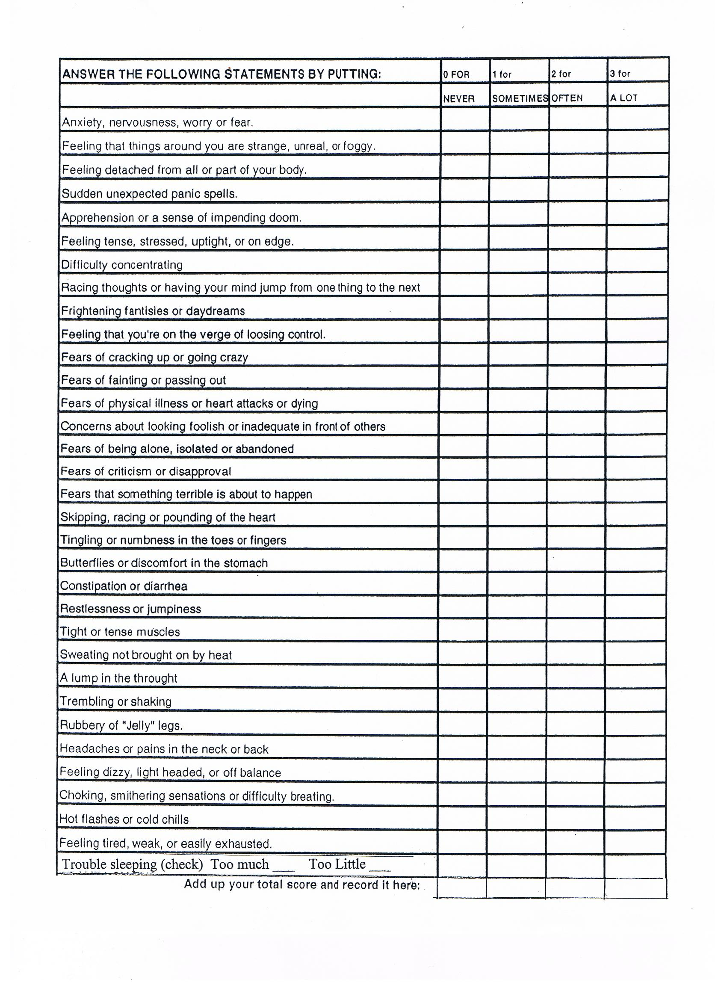 ANSWER THE FOLLOWING STATEMENTS BY PUTTING: 0 FOR 1 for 2 for 3 for
NEVER SOMETIMES OFTEN A LOT
Anxiety, nervousness, worry or fear.
Feeling that things around you are strange, unreal, or foggy.
Feeling detached from all or part of your body.
Sudden unexpected panic spells.
Apprehension or a sense of impending doom.
Feeling tense, stressed, uptight, or on edge.
Difficulty concentrating
Racing thoughts or having your mind jump from one thing to the next
Frightening fantisies or daydreams
Feeling that you're on the verge of loosing control.
Fears of cracking up or going crazy
Fears of fainting or passing out
Fears of physical illness or heart attacks or dying
Concerns about looking foolish or inadequate in front of others
Fears of being alone, isolated or abandoned
Fears of criticism or disapproval
Fears that something terrible is about to happen
Skipping, racing or pounding of the heart
Tingling or numbness in the toes or fingers
Butterflies or discomfort in the stomach
Constipation or diarrhea
Restlessness or jumpiness
Tight or tense muscles
Sweating not brought on by heat
A lump in the throught
Trembling or shaking
Rubbery of "Jelly" legs.
Headaches or pains in the neck or back
Feeling dizzy, light headed, or off balance
Choking, smithering sensations or difficulty breating.
Hot flashes or cold chills
Feeling tired, weak, or easily exhausted.
Trouble sleeping (check) Too much ___ Too Little ___
Add up your total score and record it here: